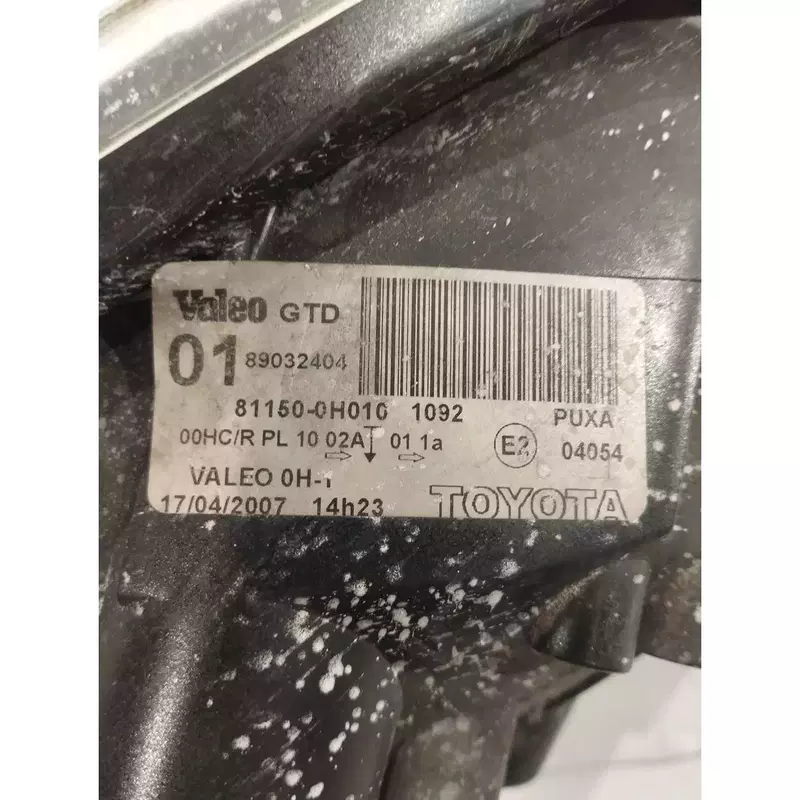 Valeo GTD
01 89032404
81150-0H010 1092 PUXA
00HC/R PL 10 02A 01 1a E2 04054
VALEO 0H-1
17/04/2007 14h23 TOYOTA